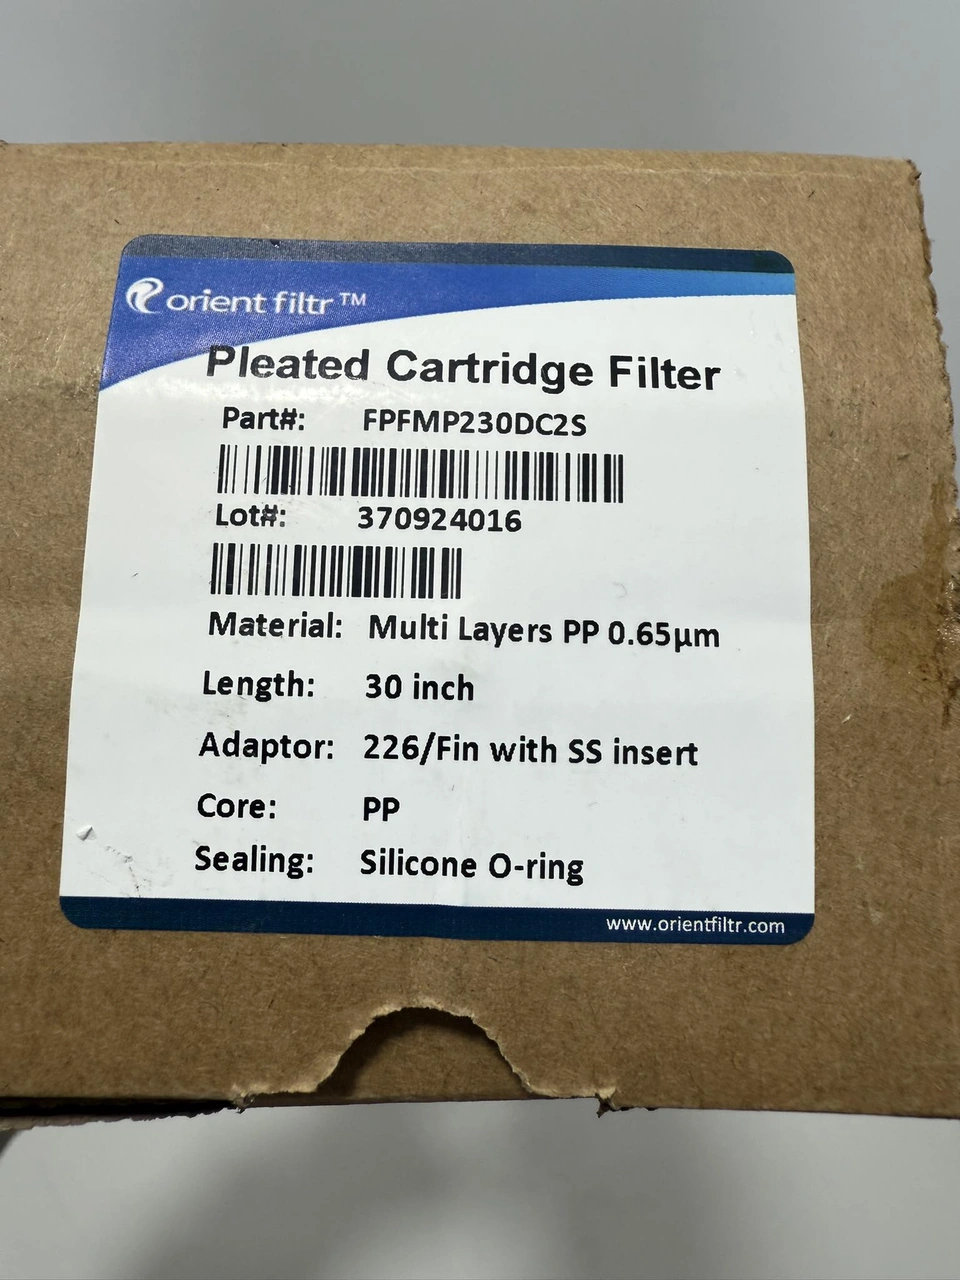 orient filtr™
Pleated Cartridge Filter
Part#: FPFMP230DC2S
Lot#: 370924016
Material: Multi Layers PP 0.65µm
Length: 30 inch
Adaptor: 226/Fin with SS insert
Core: PP
Sealing: Silicone O-ring
www.orientfiltr.com